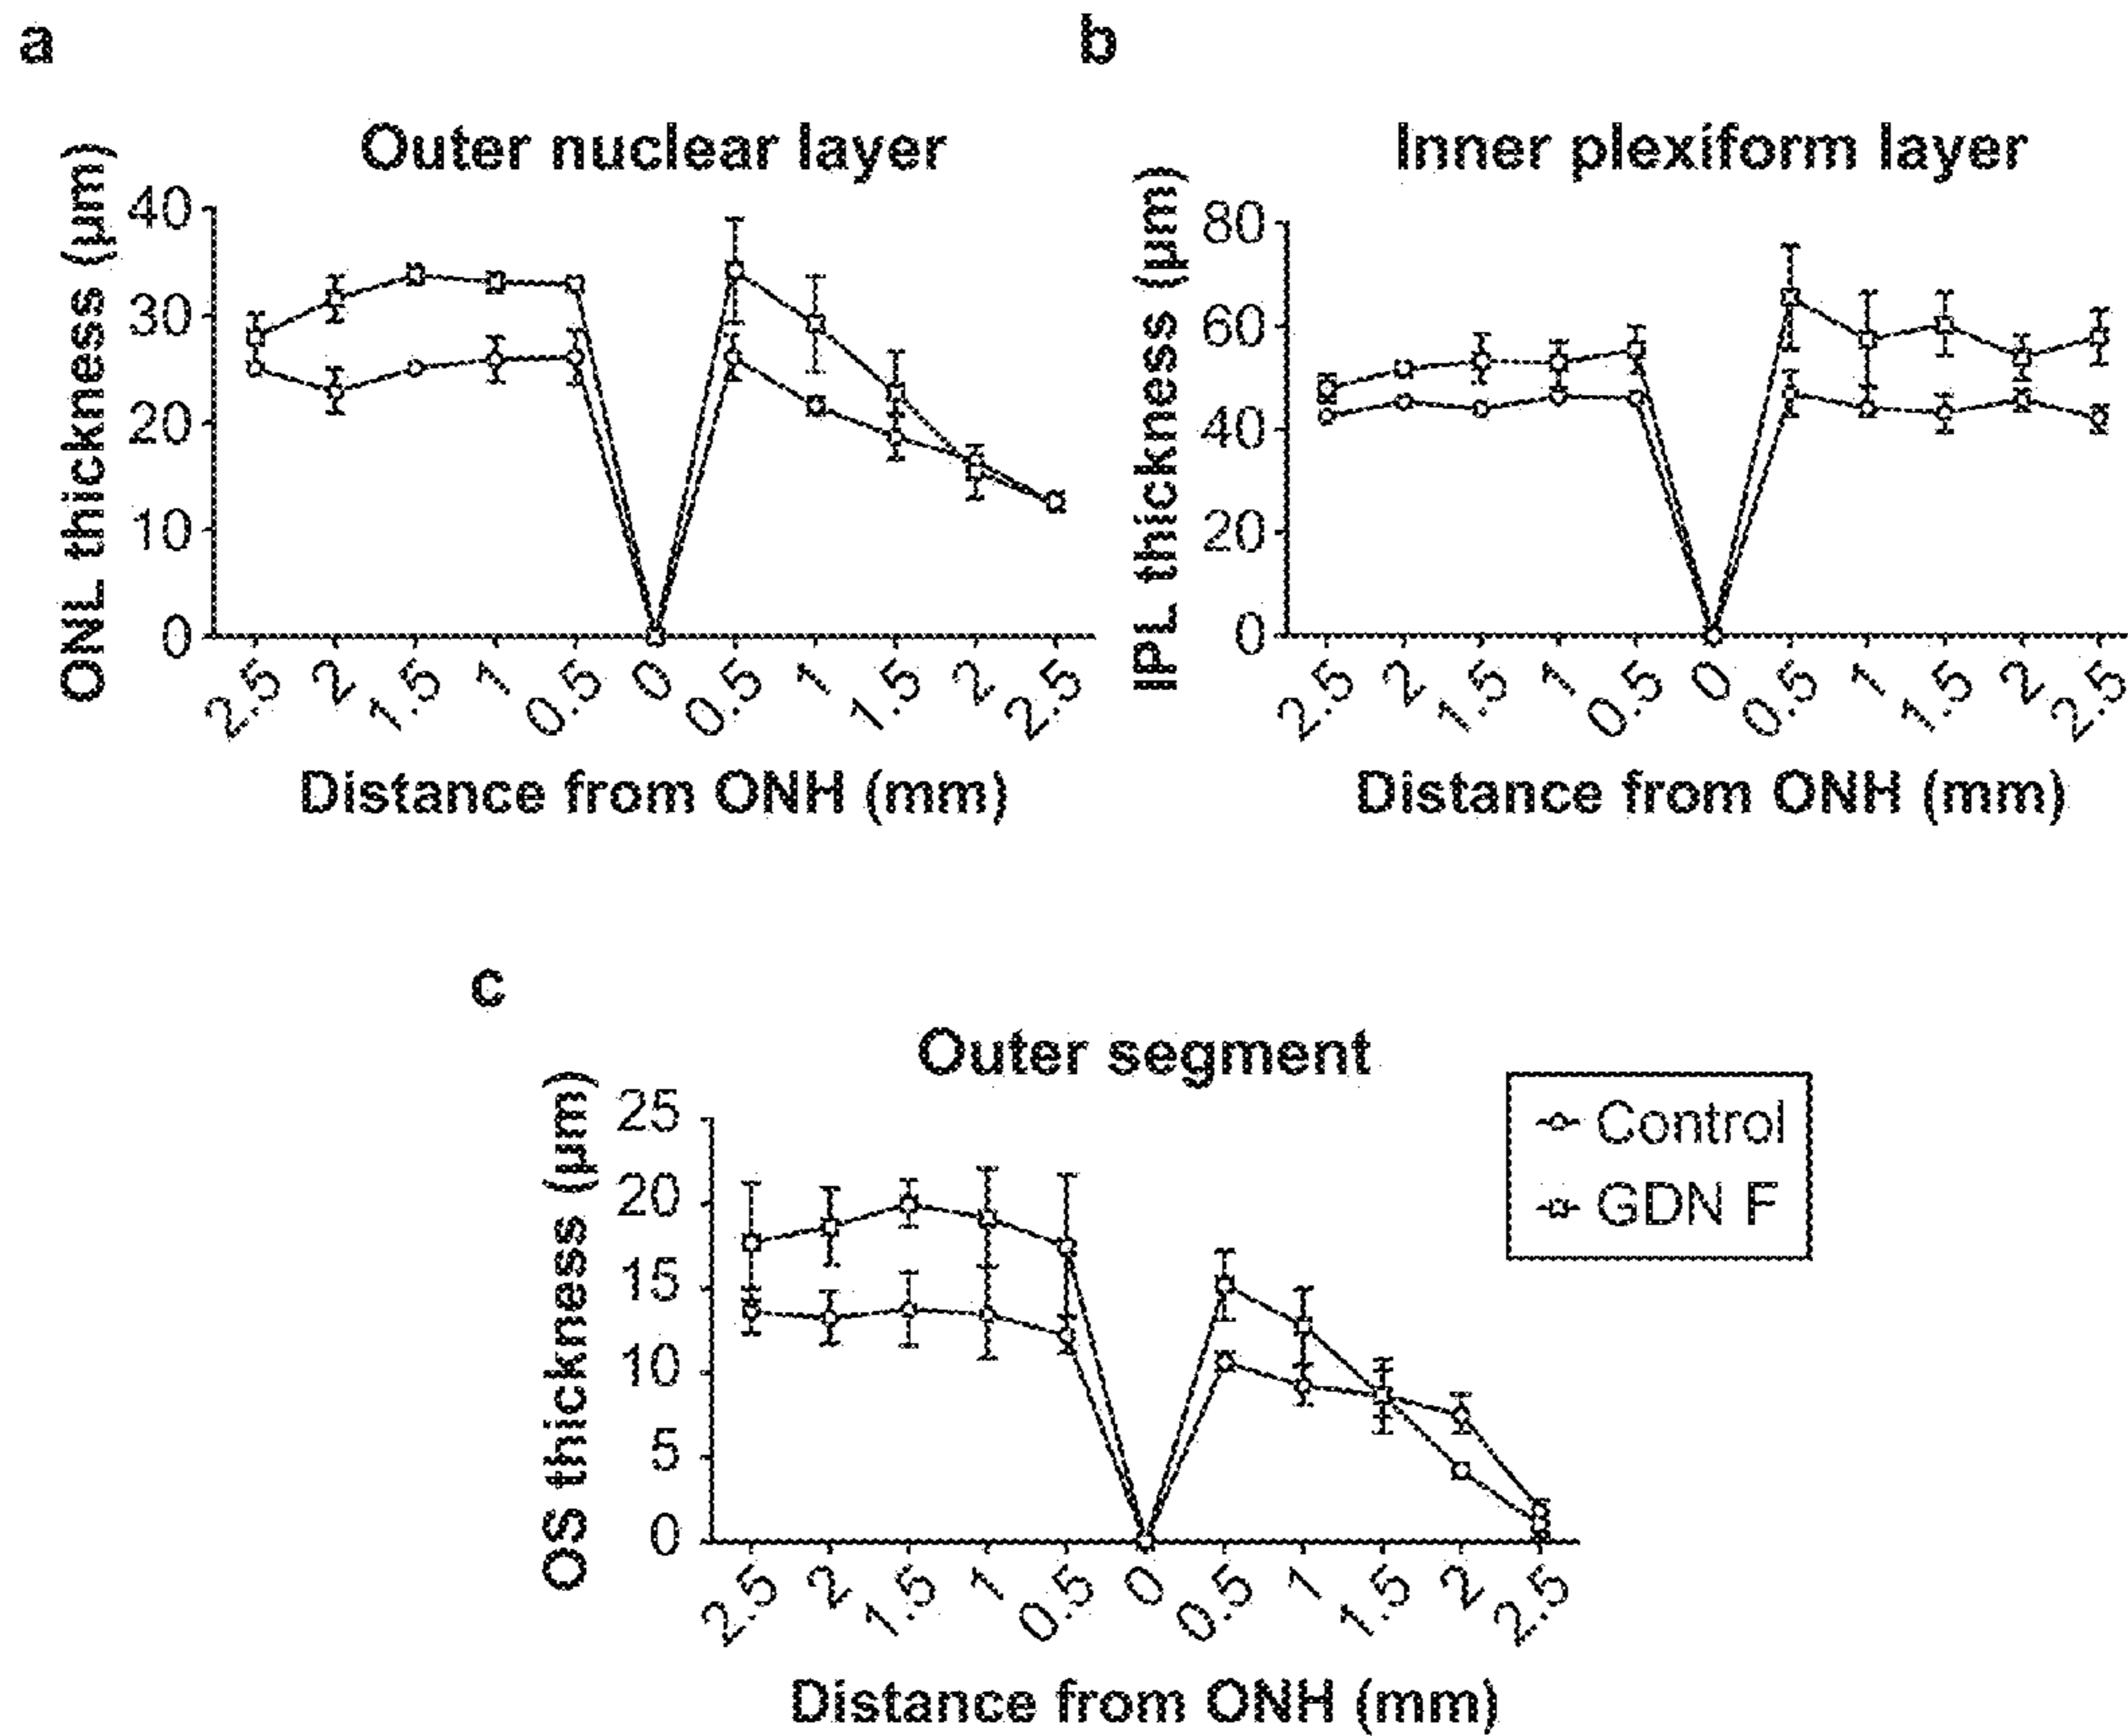 a
Outer nuclear layer
ONL thickness (µm)
40
30
20
10
0
2.5 2 1.5 1 0.5 0 0.5 1 1.5 2 2.5
Distance from ONH (mm)
b
Inner plexiform layer
IPL thickness (µm)
80
60
40
20
0
2.5 2 1.5 1 0.5 0 0.5 1 1.5 2 2.5
Distance from ONH (mm)
c
Outer segment
OS thickness (µm)
25
20
15
10
5
0
2.5 2 1.5 1 0.5 0 0.5 1 1.5 2 2.5
Distance from ONH (mm)
Control
GDN F